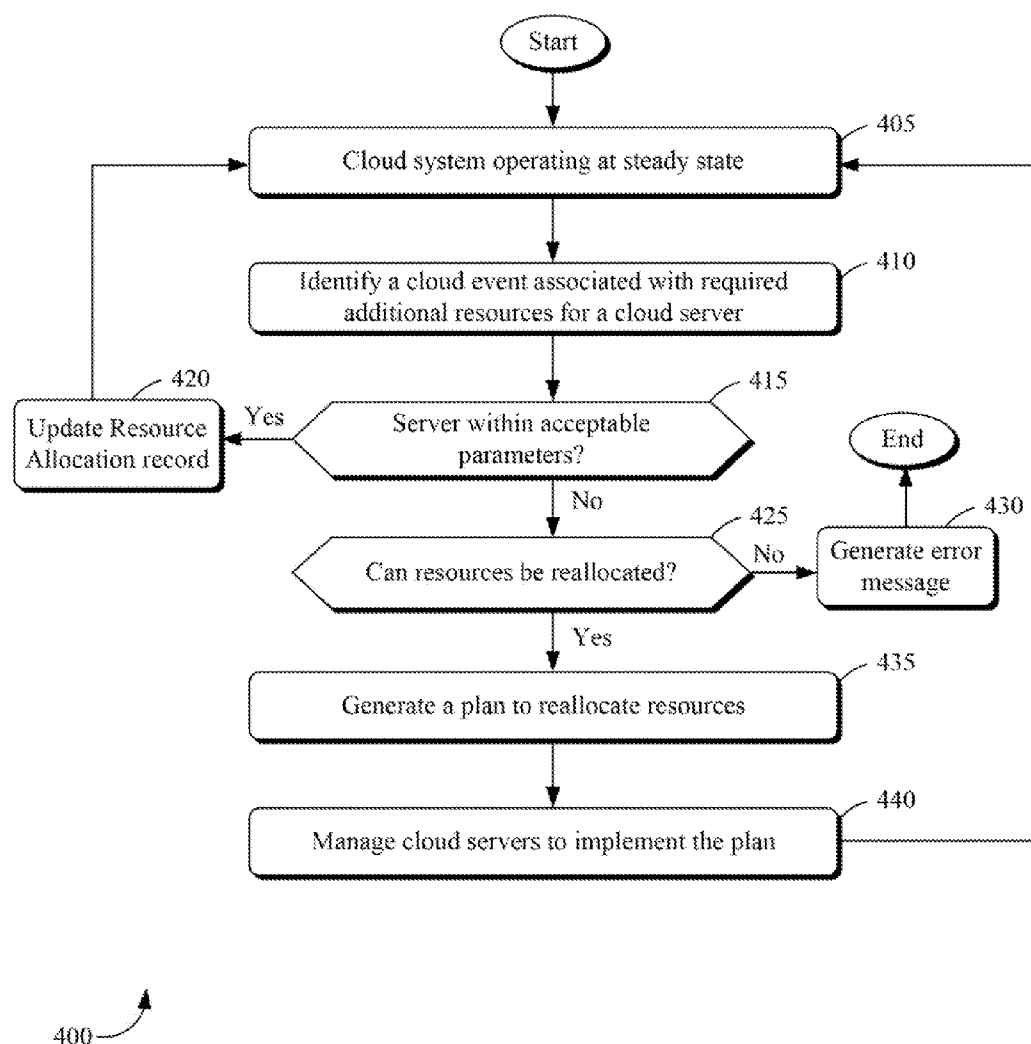 Start
405
Cloud system operating at steady state
410
Identify a cloud event associated with required
additional resources for a cloud server
415
420
Yes
Server within acceptable
parameters?
Update Resource
Allocation record
End
No
425
430
Can resources be reallocated?
No
Generate error
message
Yes
435
Generate a plan to reallocate resources
440
Manage cloud servers to implement the plan
400